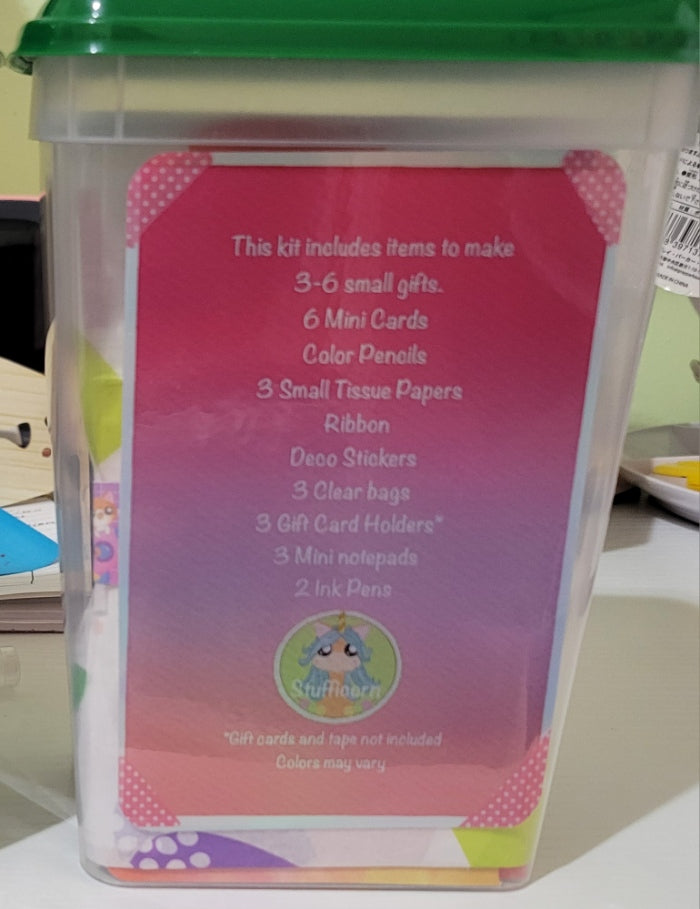 This kit includes items to make
3-6 small gifts.
6 Mini Cards
Color Pencils
3 Small Tissue Papers
Ribbon
Deco Stickers
3 Clear bags
3 Gift Card Holders*
3 Mini notepads
2 Ink Pens
Stufficorn
*Gift cards and tape not included
Colors may vary